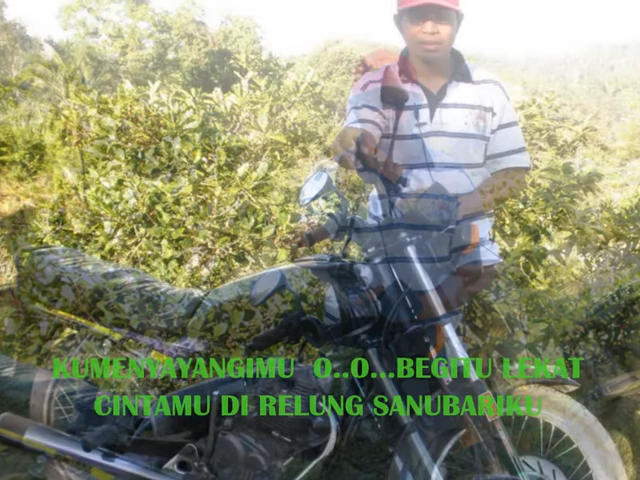 KUMENYAYANGIMU O..O...BEGITU LEKAT
CINTAMU DI RELUNG SANUBARIKU